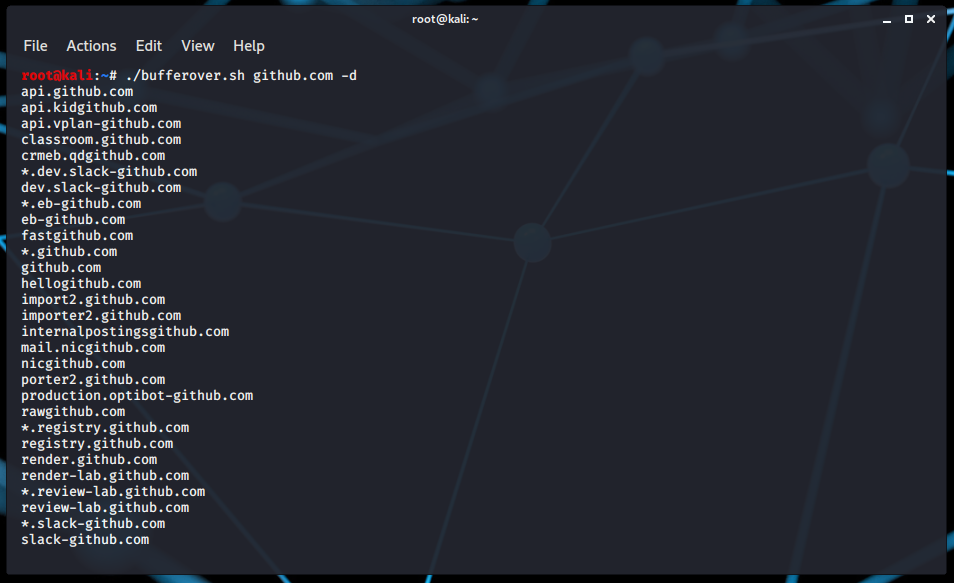 root@kali:~
File Actions Edit View Help
root@kali:~# ./bufferover.sh github.com -d
api.github.com
api.kidgithub.com
api.vplan-github.com
classroom.github.com
crmeb.qdgithub.com
*.dev.slack-github.com
dev.slack-github.com
*.eb-github.com
eb-github.com
fastgithub.com
*.github.com
github.com
hellogithub.com
import2.github.com
importer2.github.com
internalpostingsgithub.com
mail.nicgithub.com
nicgithub.com
porter2.github.com
production.optibot-github.com
rawgithub.com
*.registry.github.com
registry.github.com
render.github.com
render-lab.github.com
*.review-lab.github.com
review-lab.github.com
*.slack-github.com
slack-github.com